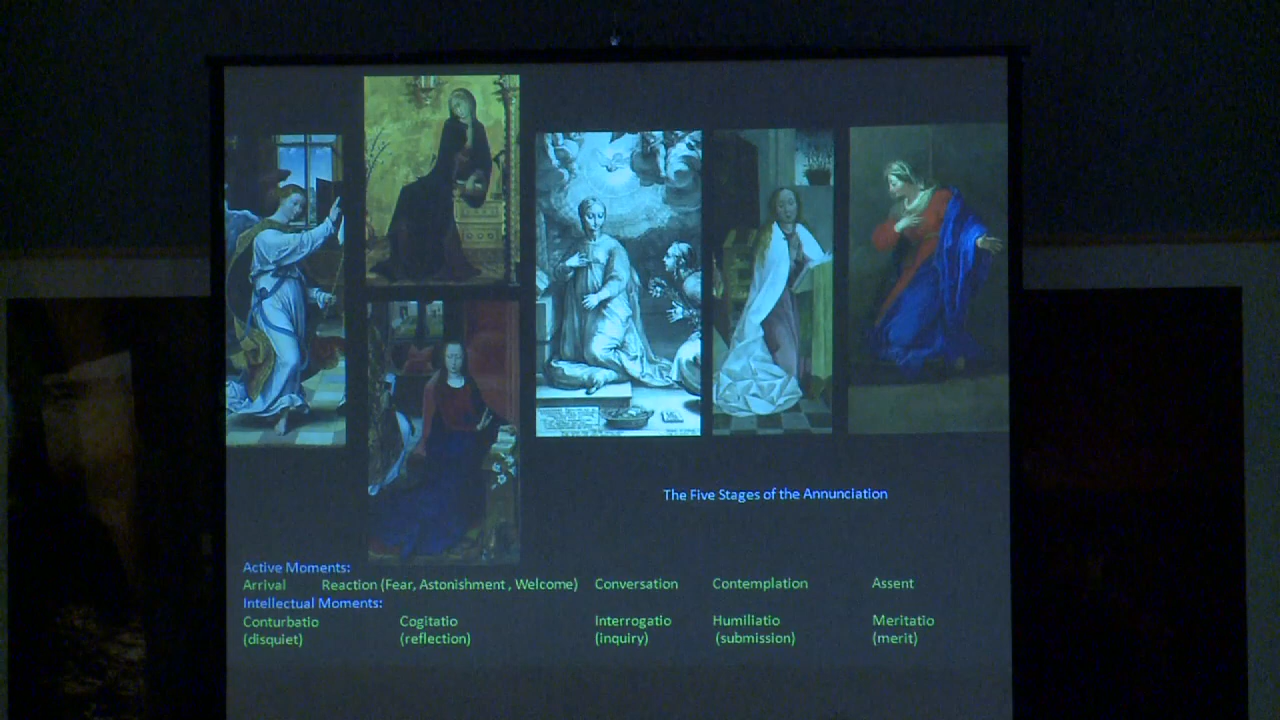 The Five Stages of the Annunciation
Active Moments:
Arrival Reaction (Fear, Astonishment , Welcome) Conversation Contemplation Assent
Intellectual Moments:
Conturbatio Cogitatio Interrogatio Humiliatio Meritatio
(disquiet) (reflection) (inquiry) (submission) (merit)